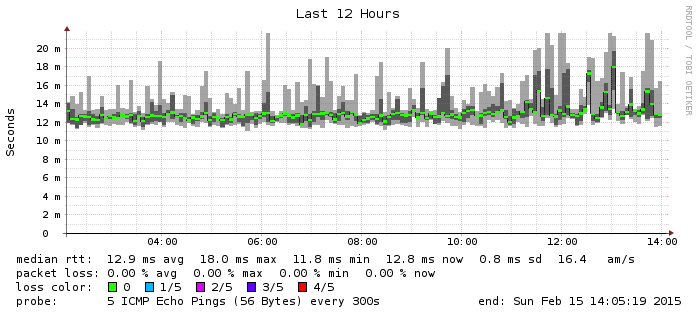 Last 12 Hours
RRDTOOL / TOBI OETIKER
Seconds
20 m
18 m
16 m
14 m
12 m
10 m
8 m
6 m
4 m
2 m
0
04:00 06:00 08:00 10:00 12:00 14:00
median rtt: 12.9 ms avg 18.0 ms max 11.8 ms min 12.8 ms now 0.8 ms sd 16.4 am/s
packet loss: 0.00 % avg 0.00 % max 0.00 % min 0.00 % now
loss color: 0 1/5 2/5 3/5 4/5
probe: 5 ICMP Echo Pings (56 Bytes) every 300s end: Sun Feb 15 14:05:19 2015